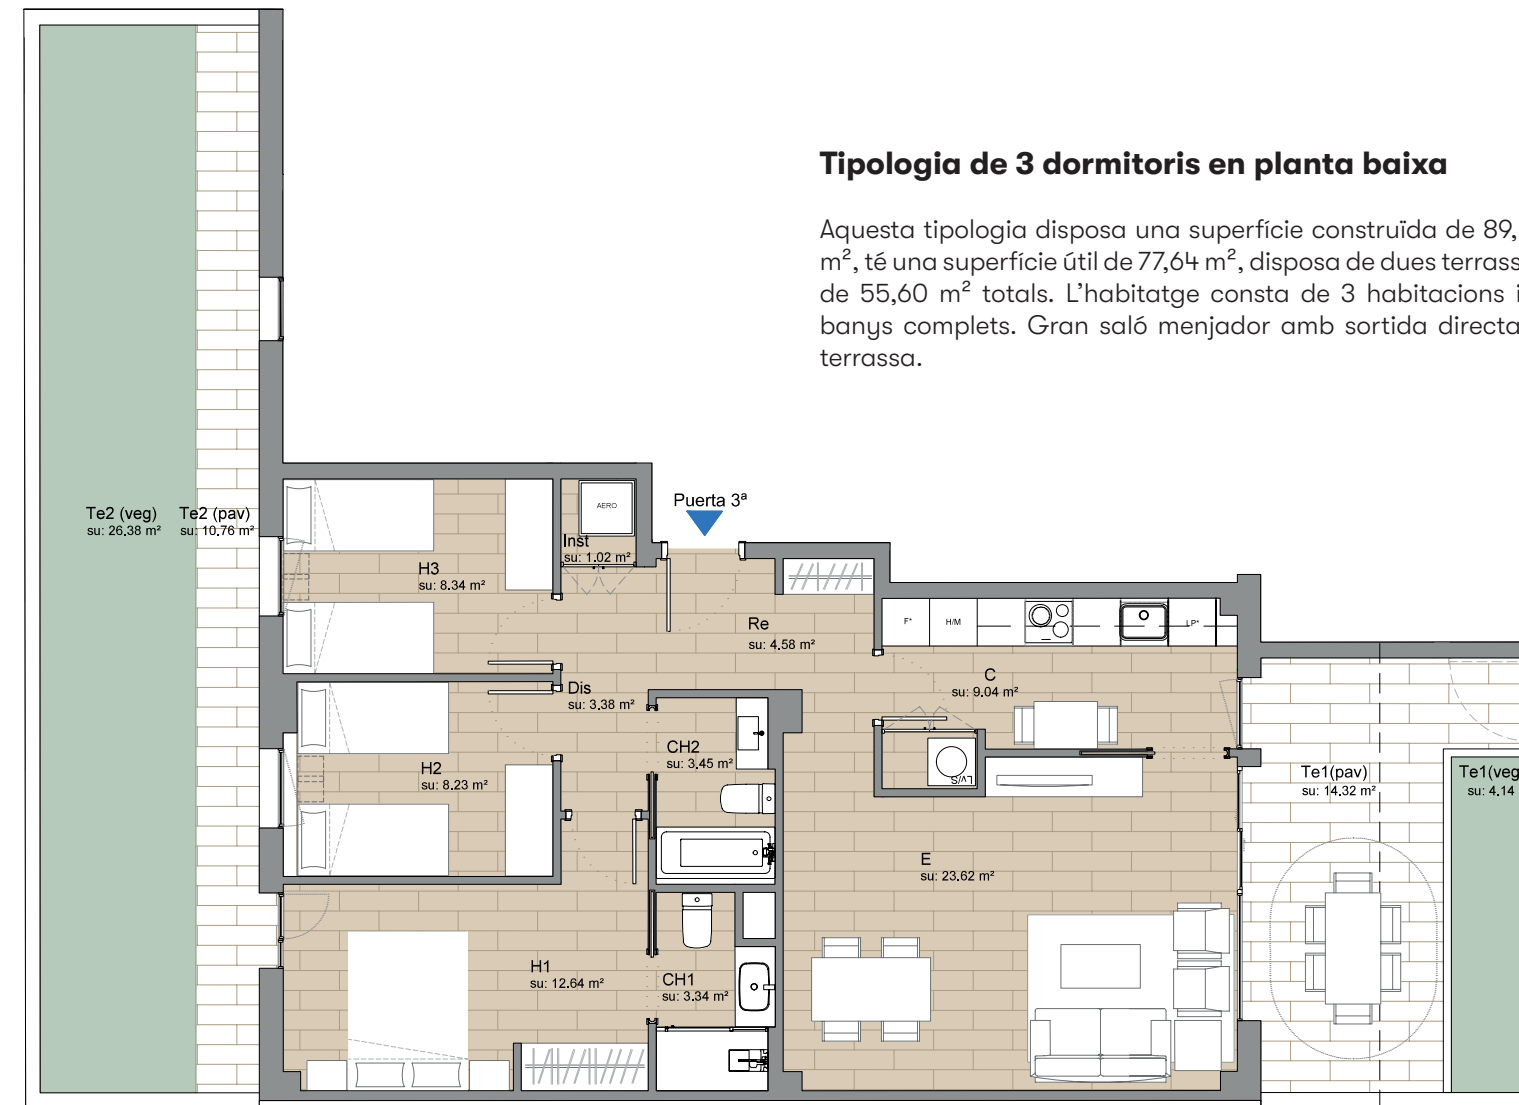 Tipologia de 3 dormitoris en planta baixa
Aquesta tipologia disposa una superfície construïda de 89,
m², té una superfície útil de 77,64 m², disposa de dues terrass
de 55,60 m² totals. L'habitatge consta de 3 habitacions i
banys complets. Gran saló menjador amb sortida directa
terrassa.
Puerta 3ª
Te2 (veg)
su: 26.38 m²
Te2 (pav)
su: 10.76 m²
AERO
Inst
su: 1.02 m²
H3
su: 8.34 m²
Re
su: 4.58 m²
F*
H/M
LP*
C
su: 9.04 m²
Dis
su: 3.38 m²
CH2
su: 3.45 m²
H2
su: 8.23 m²
Lv/S
Te1(pav)
su: 14.32 m²
Te1(veg
su: 4.14
E
su: 23.62 m²
H1
su: 12.64 m²
CH1
su: 3.34 m²